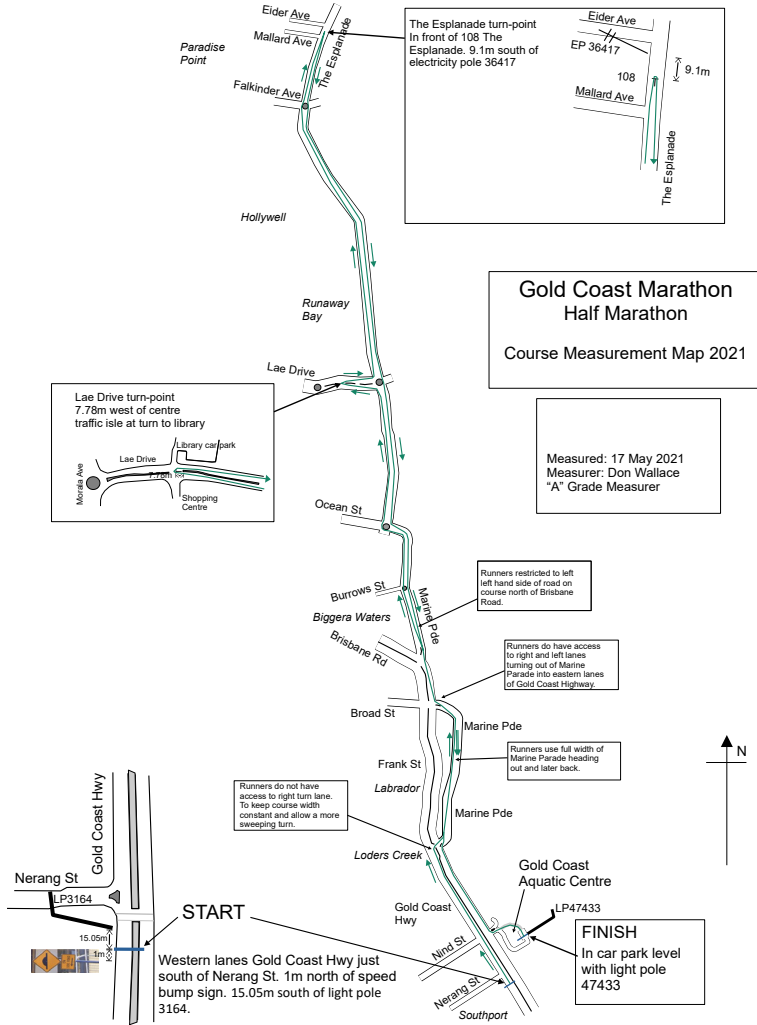 Eider Ave
Mallard Ave
Paradise
Point
The Esplanade
Falkinder Ave
The Esplanade turn-point
In front of 108 The
Esplanade. 9.1m south of
electricity pole 36417
Eider Ave
EP 36417
108
9.1m
Mallard Ave
The Esplanade
Hollywell
Runaway
Bay
Gold Coast Marathon
Half Marathon
Course Measurement Map 2021
Lae Drive
Lae Drive turn-point
7.78m west of centre
traffic isle at turn to library
Library car park
Lae Drive
7.78m
Morala Ave
Shopping
Centre
Measured: 17 May 2021
Measurer: Don Wallace
“A” Grade Measurer
Ocean St
Burrows St
Marine Pde
Biggera Waters
Brisbane Rd
Runners restricted to left
left hand side of road on
course north of Brisbane
Road.
Runners do have access
to right and left lanes
turning out of Marine
Parade into eastern lanes
of Gold Coast Highway.
Broad St
Marine Pde
Frank St
Runners use full width of
Marine Parade heading
out and later back.
N
Labrador
Runners do not have
access to right turn lane.
To keep course width
constant and allow a more
sweeping turn.
Marine Pde
Loders Creek
Gold Coast Hwy
Nerang St
LP3164
15.05m
1m
START
Western lanes Gold Coast Hwy just
south of Nerang St. 1m north of speed
bump sign. 15.05m south of light pole
3164.
Gold Coast
Hwy
Gold Coast
Aquatic Centre
LP47433
FINISH
In car park level
with light pole
47433
Nind St
Nerang St
Southport